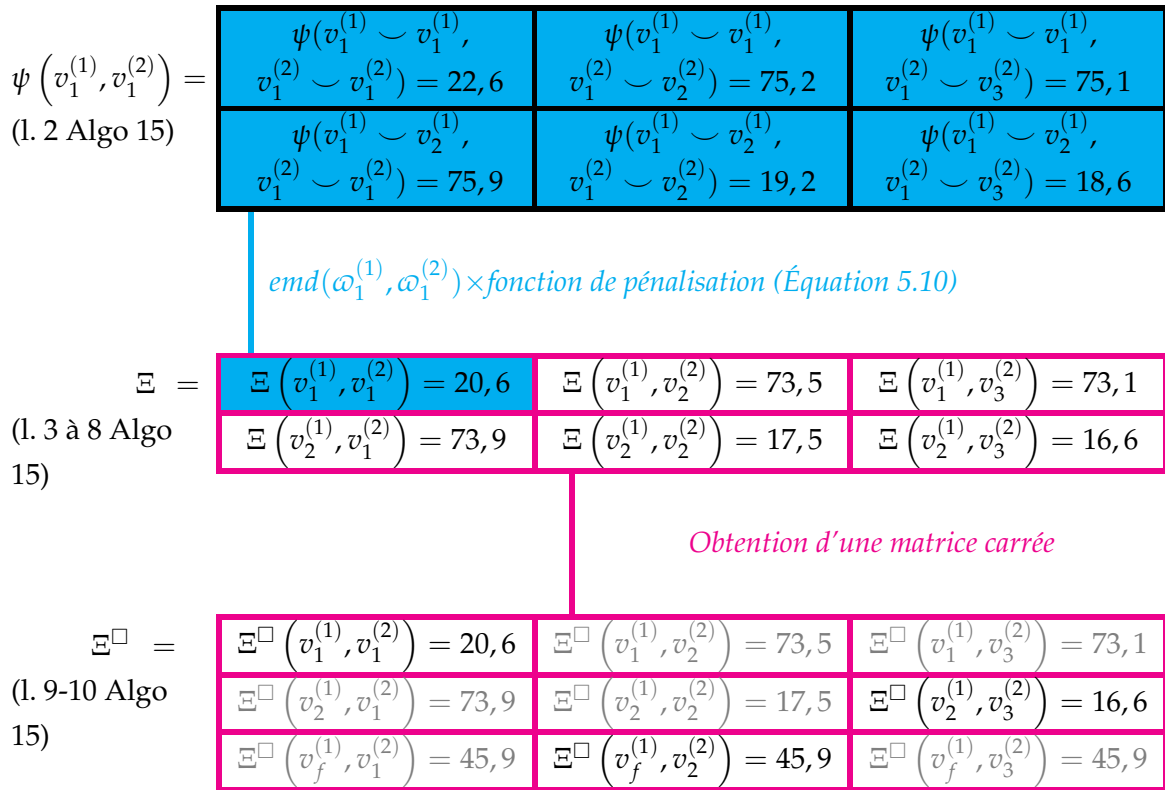 ψ(v_1^(1), v_1^(2)) =
(l. 2 Algo 15)
ψ(v_1^(1) ⌣ v_1^(1), ψ(v_1^(1) ⌣ v_1^(1), ψ(v_1^(1) ⌣ v_1^(1),
v_1^(2) ⌣ v_1^(2)) = 22,6 v_1^(2) ⌣ v_2^(2)) = 75,2 v_1^(2) ⌣ v_3^(2)) = 75,1
ψ(v_1^(1) ⌣ v_2^(1), ψ(v_1^(1) ⌣ v_2^(1), ψ(v_1^(1) ⌣ v_2^(1),
v_1^(2) ⌣ v_1^(2)) = 75,9 v_1^(2) ⌣ v_2^(2)) = 19,2 v_1^(2) ⌣ v_3^(2)) = 18,6
emd(ϖ_1^(1), ϖ_1^(2))×fonction de pénalisation (Équation 5.10)
Ξ =
(l. 3 à 8 Algo
15)
Ξ(v_1^(1), v_1^(2)) = 20,6 Ξ(v_1^(1), v_2^(2)) = 73,5 Ξ(v_1^(1), v_3^(2)) = 73,1
Ξ(v_2^(1), v_1^(2)) = 73,9 Ξ(v_2^(1), v_2^(2)) = 17,5 Ξ(v_2^(1), v_3^(2)) = 16,6
Obtention d'une matrice carrée
Ξ^□ =
(l. 9-10 Algo
15)
Ξ^□(v_1^(1), v_1^(2)) = 20,6 Ξ^□(v_1^(1), v_2^(2)) = 73,5 Ξ^□(v_1^(1), v_3^(2)) = 73,1
Ξ^□(v_2^(1), v_1^(2)) = 73,9 Ξ^□(v_2^(1), v_2^(2)) = 17,5 Ξ^□(v_2^(1), v_3^(2)) = 16,6
Ξ^□(v_f^(1), v_1^(2)) = 45,9 Ξ^□(v_f^(1), v_2^(2)) = 45,9 Ξ^□(v_f^(1), v_3^(2)) = 45,9